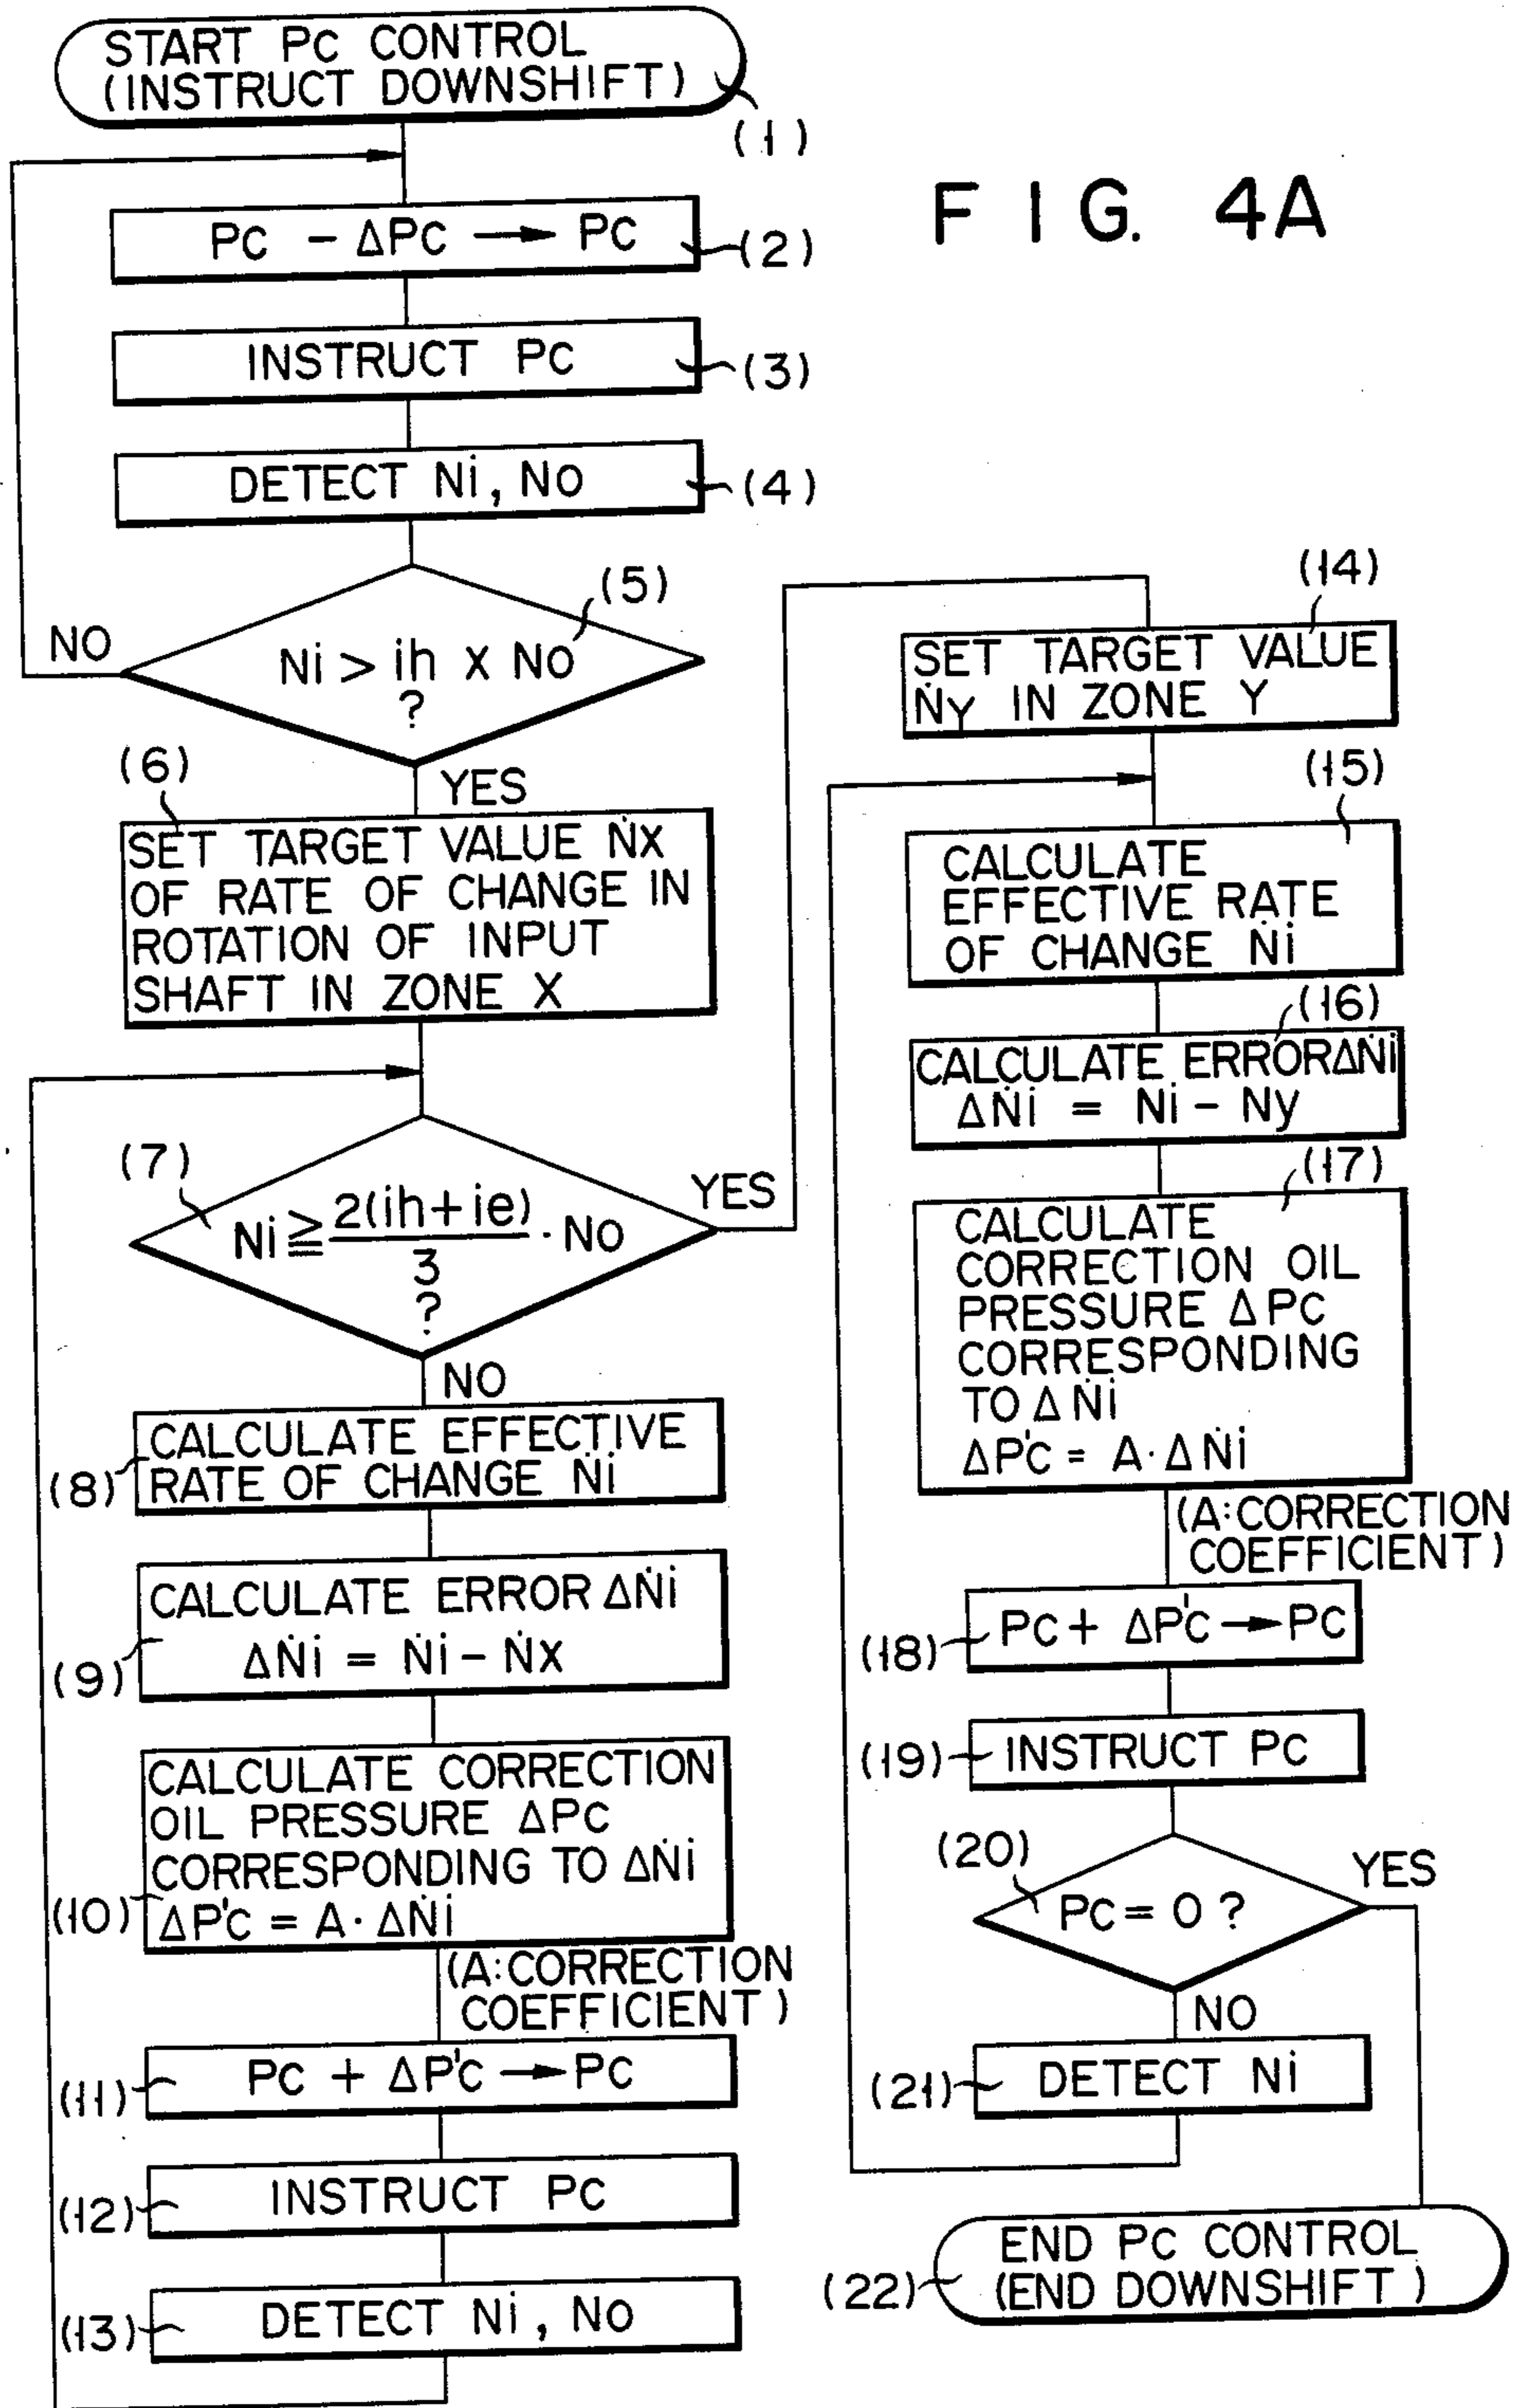 START PC CONTROL
(INSTRUCT DOWNSHIFT)
(1)
FIG. 4A
PC - ΔPC → PC
(2)
INSTRUCT PC
(3)
DETECT Ni, NO
(4)
(5)
NO
Ni > ih X NO
?
YES
(6)
SET TARGET VALUE ṄX
OF RATE OF CHANGE IN
ROTATION OF INPUT
SHAFT IN ZONE X
(7)
Ni ≧ 2(ih+ie)/3 · NO
?
YES
NO
(8)
CALCULATE EFFECTIVE
RATE OF CHANGE Ṅi
CALCULATE ERROR ΔṄi
ΔṄi = Ṅi - ṄX
(9)
CALCULATE CORRECTION
OIL PRESSURE ΔPC
CORRESPONDING TO ΔṄi
(10)
ΔP'C = A · ΔṄi
(A:CORRECTION
COEFFICIENT)
(11)
PC + ΔP'C → PC
(12)
INSTRUCT PC
(13)
DETECT Ni, NO
(14)
SET TARGET VALUE
ṄY IN ZONE Y
(15)
CALCULATE
EFFECTIVE RATE
OF CHANGE Ṅi
(16)
CALCULATE ERROR ΔṄi
ΔṄi = Ni - Ny
(17)
CALCULATE
CORRECTION OIL
PRESSURE ΔPC
CORRESPONDING
TO ΔṄi
ΔP'C = A · ΔṄi
(A:CORRECTION
COEFFICIENT)
(18)
PC + ΔP'C → PC
(19)
INSTRUCT PC
(20)
PC = 0 ?
YES
NO
(21)
DETECT Ni
END PC CONTROL
(22)
(END DOWNSHIFT)